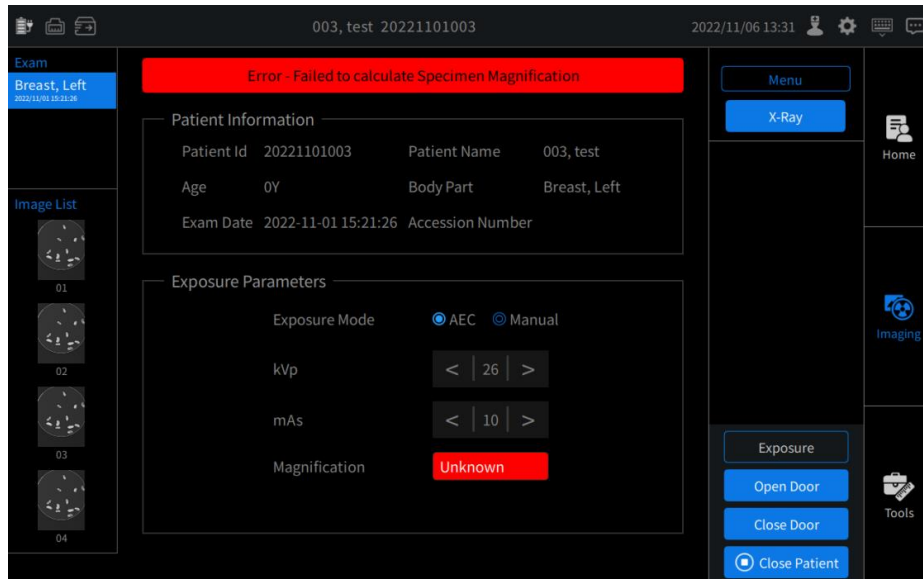 003, test 20221101003
2022/11/06 13:31
Exam
Breast, Left
2022/11/01 15:21:26
Image List
01
02
03
04
Error - Failed to calculate Specimen Magnification
Patient Information
Patient Id 20221101003 Patient Name 003, test
Age 0Y Body Part Breast, Left
Exam Date 2022-11-01 15:21:26 Accession Number
Exposure Parameters
Exposure Mode AEC Manual
kVp < 26 >
mAs < 10 >
Magnification Unknown
Menu
X-Ray
Exposure
Open Door
Close Door
Close Patient
Home
Imaging
Tools